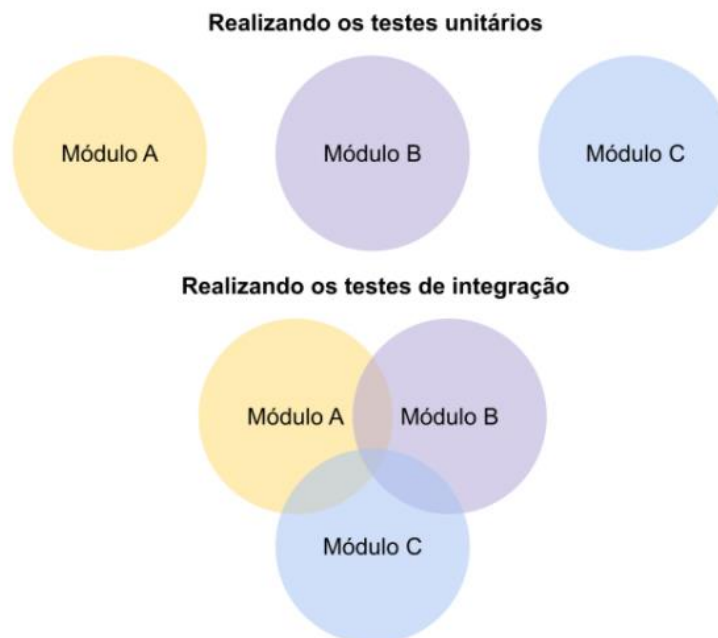 Realizando os testes unitários
Módulo A
Módulo B
Módulo C
Realizando os testes de integração
Módulo A
Módulo B
Módulo C